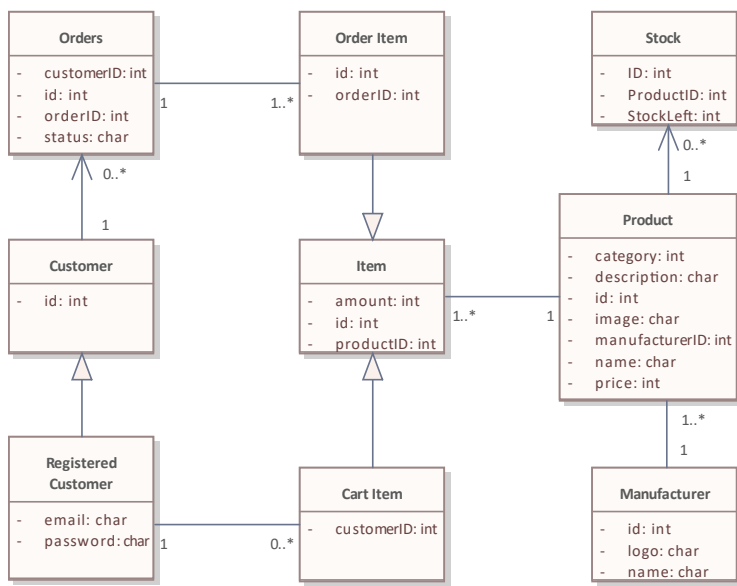 Orders
- customerID: int
- id: int
- orderID: int
- status: char
1
1..*
Order Item
- id: int
- orderID: int
Stock
- ID: int
- ProductID: int
- StockLeft: int
0..*
1
0..*
1
Customer
- id: int
Item
- amount: int
- id: int
- productID: int
1..*
1
Product
- category: int
- description: char
- id: int
- image: char
- manufacturerID: int
- name: char
- price: int
1..*
1
Registered
Customer
- email: char
- password: char
1
0..*
Cart Item
- customerID: int
Manufacturer
- id: int
- logo: char
- name: char